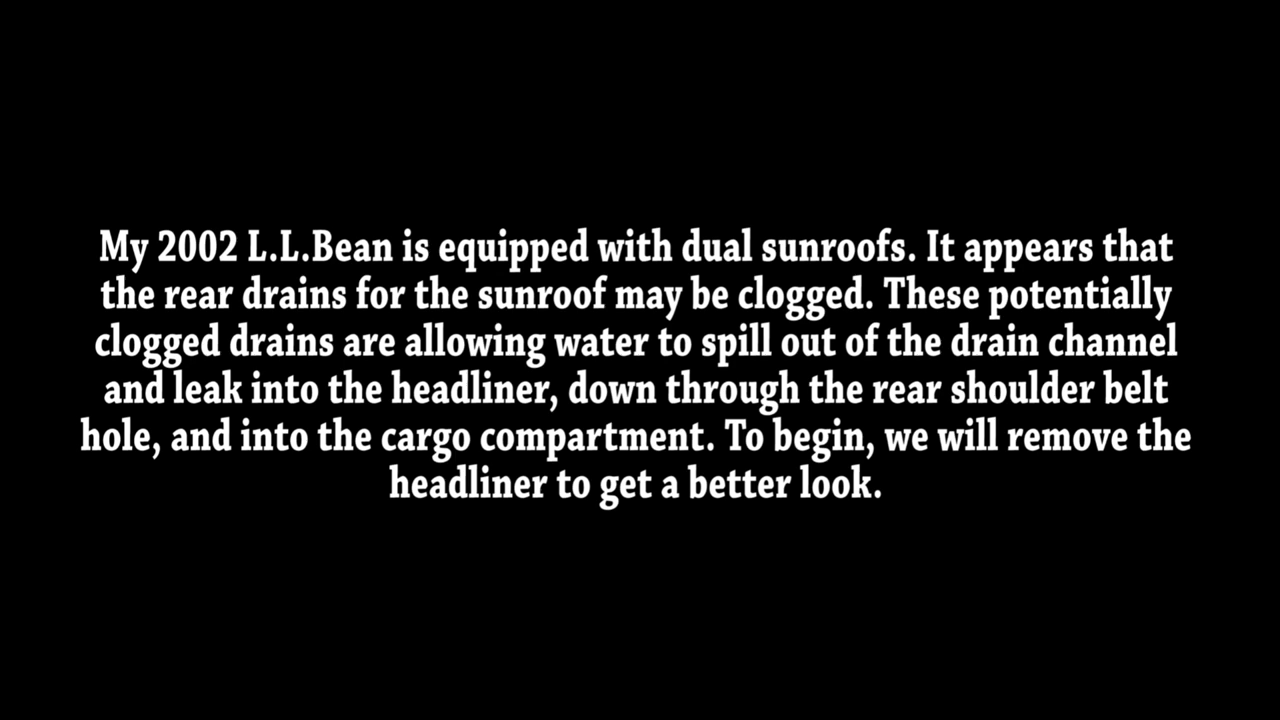 My 2002 L.L.Bean is equipped with dual sunroofs. It appears that
the rear drains for the sunroof may be clogged. These potentially
clogged drains are allowing water to spill out of the drain channel
and leak into the headliner, down through the rear shoulder belt
hole, and into the cargo compartment. To begin, we will remove the
headliner to get a better look.